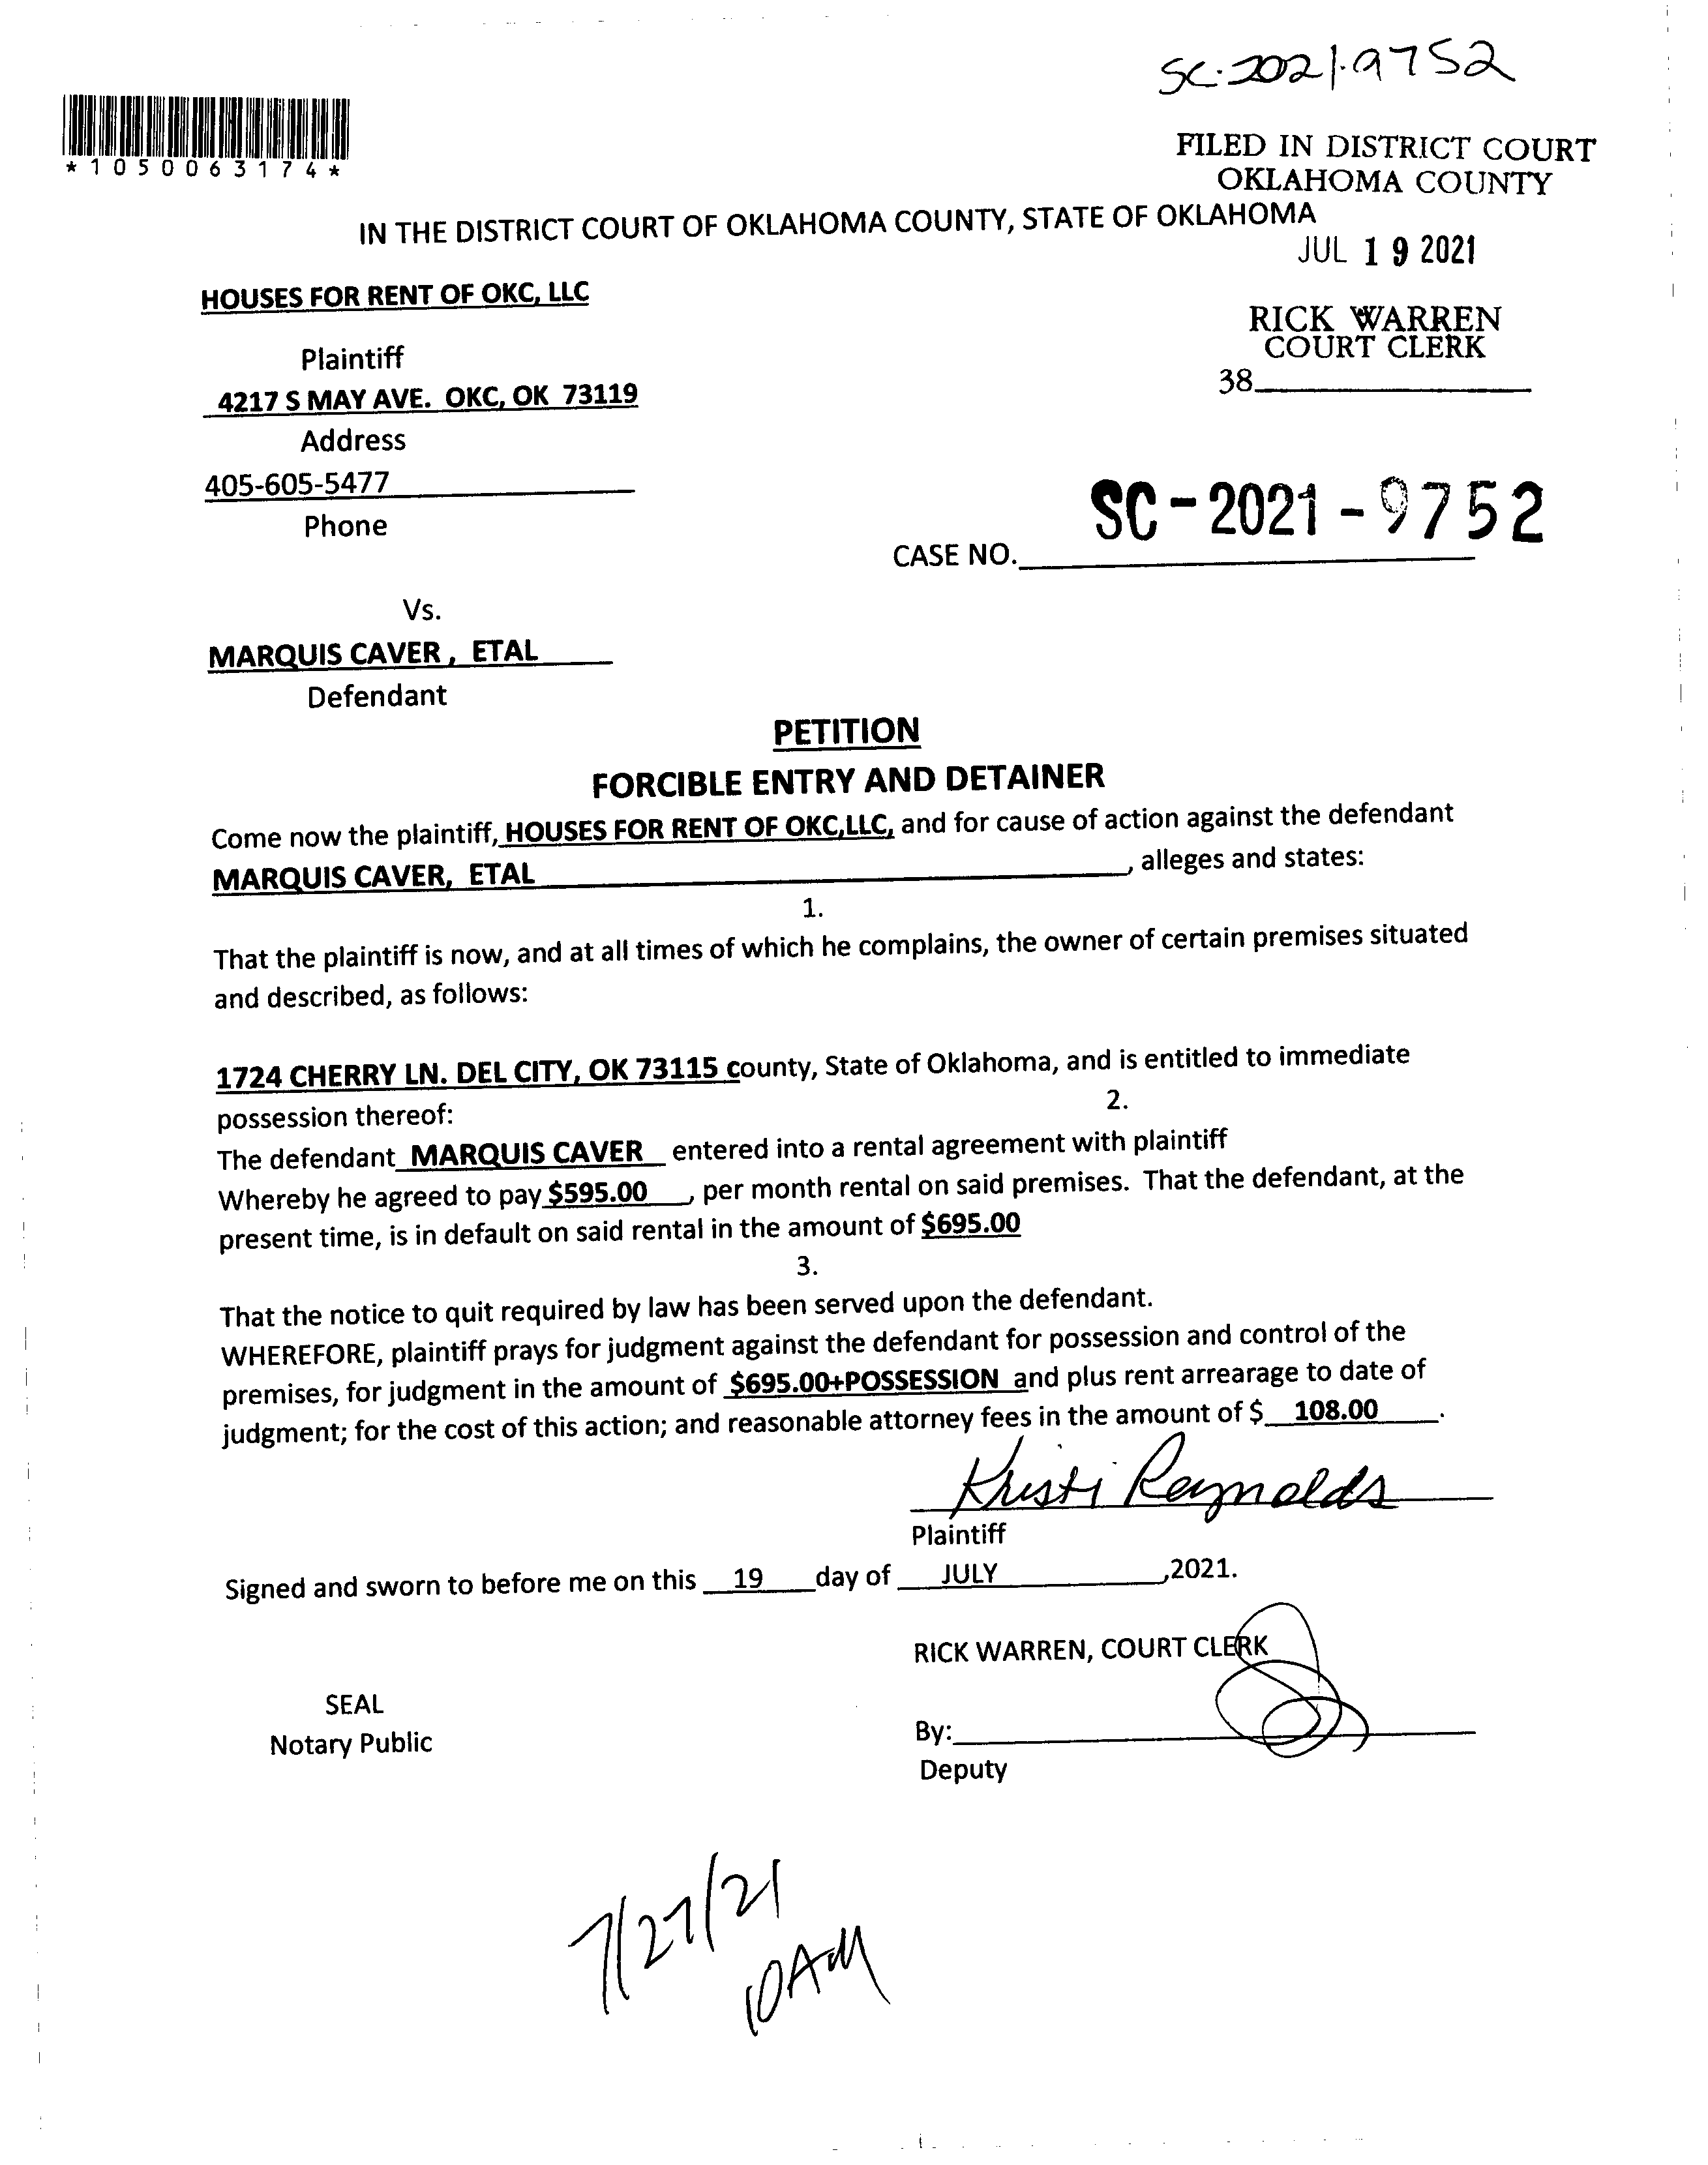 SC-2021-9752
*1050063174*
FILED IN DISTRICT COURT
OKLAHOMA COUNTY
IN THE DISTRICT COURT OF OKLAHOMA COUNTY, STATE OF OKLAHOMA
JUL 19 2021
HOUSES FOR RENT OF OKC, LLC
RICK WARREN
COURT CLERK
Plaintiff
38
4217 S MAY AVE. OKC, OK 73119
Address
405-605-5477
Phone
SC-2021-9752
CASE NO.
Vs.
MARQUIS CAVER , ETAL
Defendant
PETITION
FORCIBLE ENTRY AND DETAINER
Come now the plaintiff, HOUSES FOR RENT OF OKC,LLC, and for cause of action against the defendant
MARQUIS CAVER, ETAL , alleges and states:
1.
That the plaintiff is now, and at all times of which he complains, the owner of certain premises situated
and described, as follows:
1724 CHERRY LN. DEL CITY, OK 73115 county, State of Oklahoma, and is entitled to immediate
possession thereof:
2.
The defendant MARQUIS CAVER entered into a rental agreement with plaintiff
Whereby he agreed to pay $595.00 , per month rental on said premises. That the defendant, at the
present time, is in default on said rental in the amount of $695.00
3.
That the notice to quit required by law has been served upon the defendant.
WHEREFORE, plaintiff prays for judgment against the defendant for possession and control of the
premises, for judgment in the amount of $695.00+POSSESSION and plus rent arrearage to date of
judgment; for the cost of this action; and reasonable attorney fees in the amount of $ 108.00 .
Kristi Reynolds
Plaintiff
Signed and sworn to before me on this 19 day of JULY ,2021.
RICK WARREN, COURT CLERK
SEAL
Notary Public
By:
Deputy
7/27/21
10AM